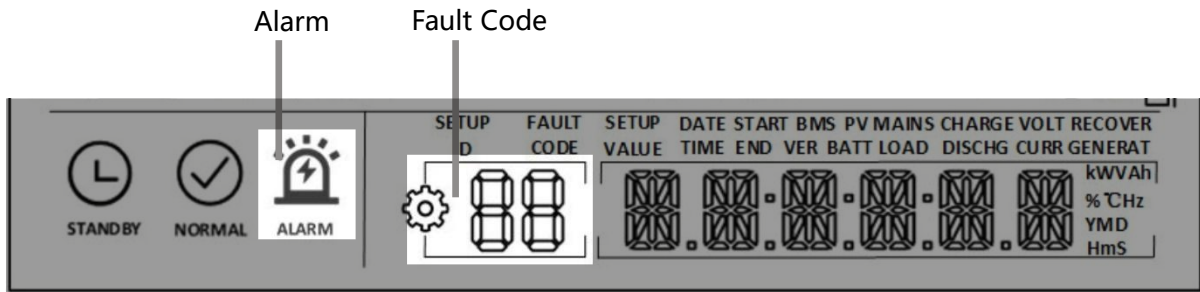 Alarm Fault Code
SETUP FAULT SETUP DATE START BMS PV MAINS CHARGE VOLT RECOVER
D CODE VALUE TIME END VER BATT LOAD DISCHG CURR GENERAT
kWVAh
88
% ℃Hz
STANDBY NORMAL ALARM
YMD
HmS